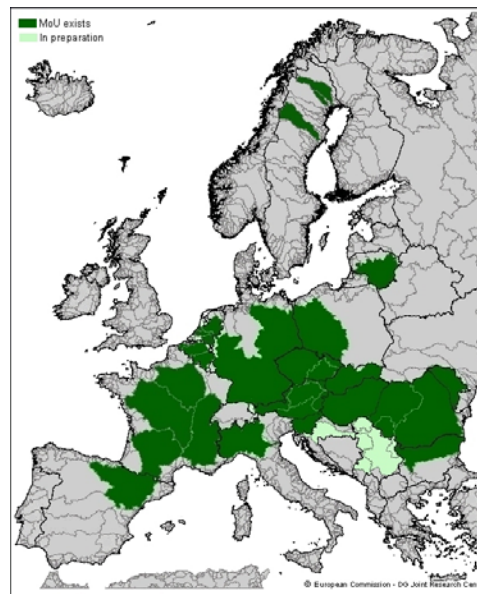 MoU exists
In preparation
© European Commission - DG Joint Research Cen